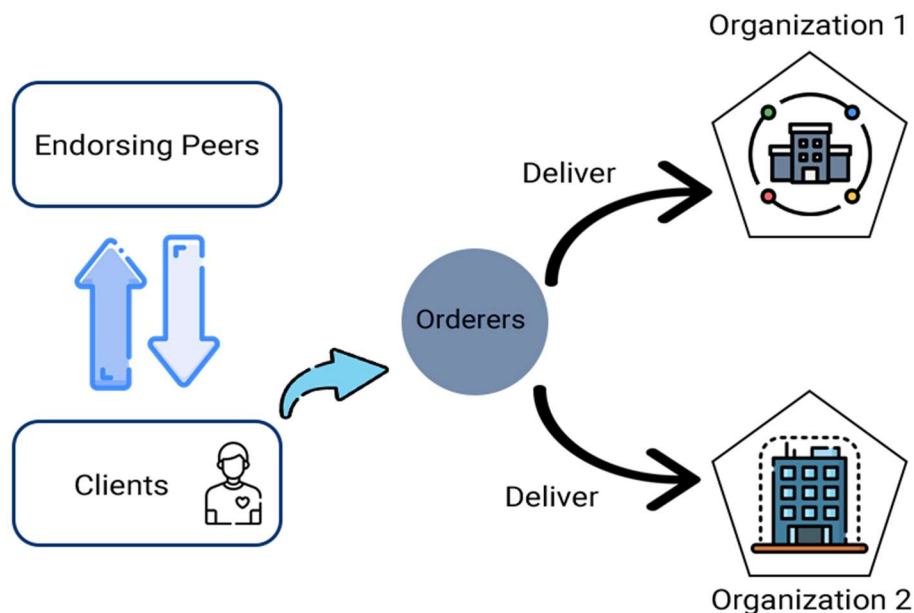 Organization 1
Endorsing Peers
Deliver
Orderers
Clients
Deliver
Organization 2